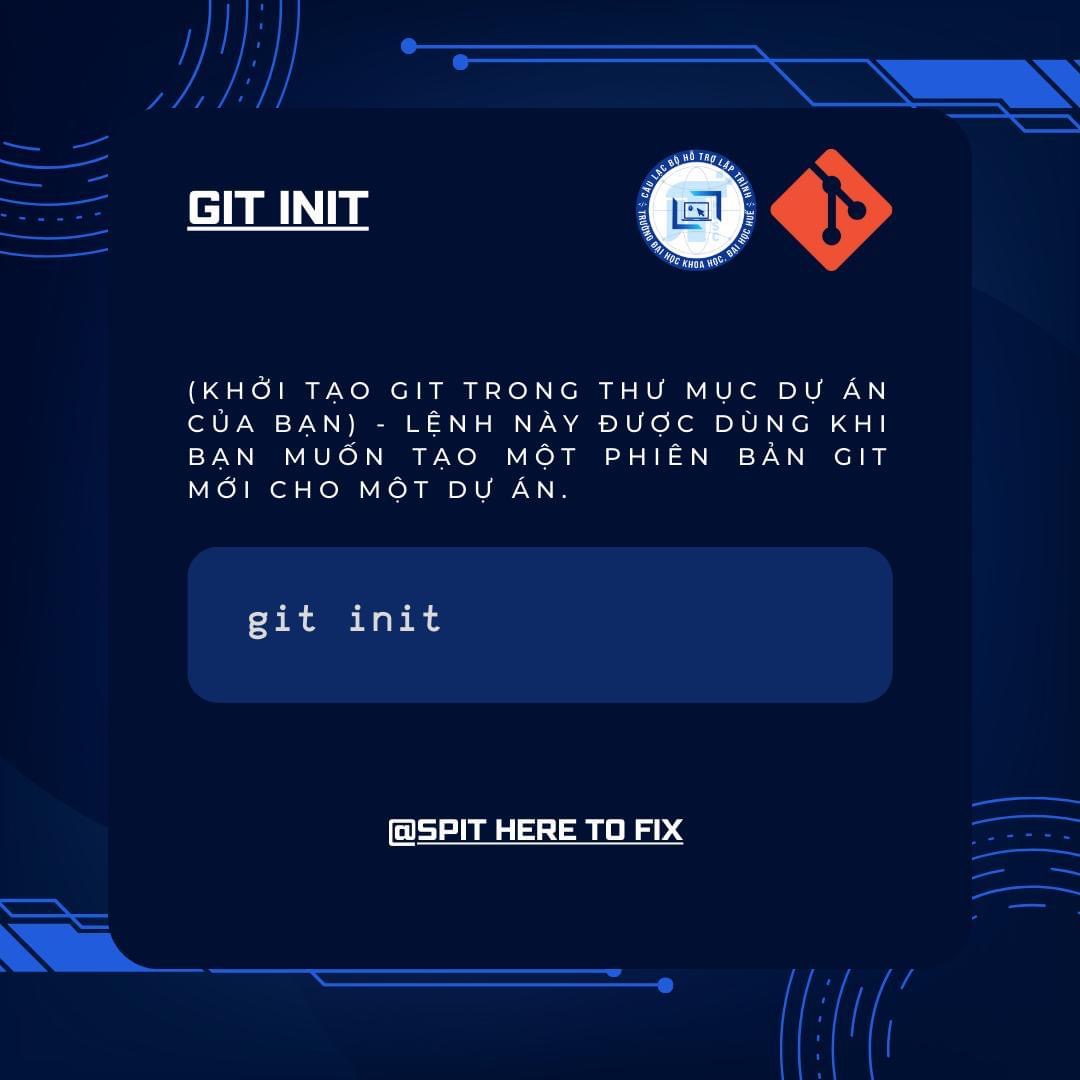 GIT INIT
CÂU LẠC BỘ HỖ TRỢ LẬP TRÌNH
TRƯỜNG ĐẠI HỌC KHOA HỌC, ĐẠI HỌC HUẾ
(KHỞI TẠO GIT TRONG THƯ MỤC DỰ ÁN
CỦA BẠN) - LỆNH NÀY ĐƯỢC DÙNG KHI
BẠN MUỐN TẠO MỘT PHIÊN BẢN GIT
MỚI CHO MỘT DỰ ÁN.
git init
@SPIT HERE TO FIX